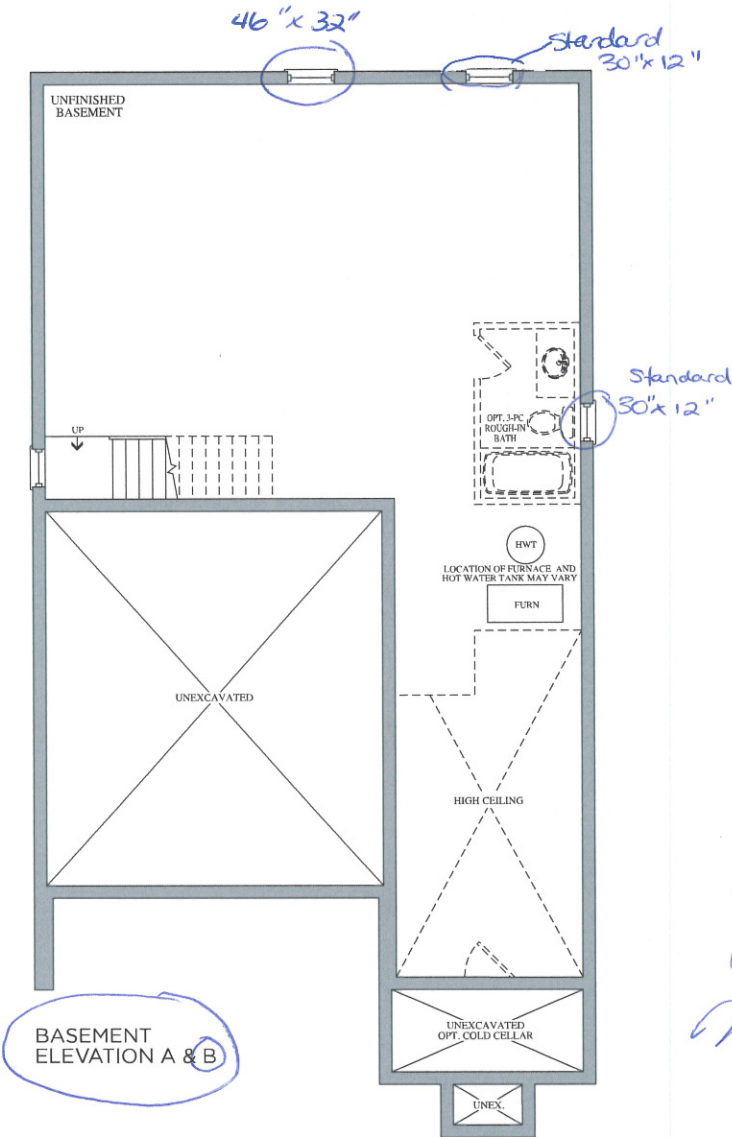 46" x 32"
Standard
30" x 12"
UNFINISHED
BASEMENT
Standard
30" x 12"
UP
OPT. 3-PC
ROUGH-IN
BATH
HWT
LOCATION OF FURNACE AND
HOT WATER TANK MAY VARY
FURN
UNEXCAVATED
HIGH CEILING
UNEXCAVATED
OPT. COLD CELLAR
UNEX.
BASEMENT
ELEVATION A & B